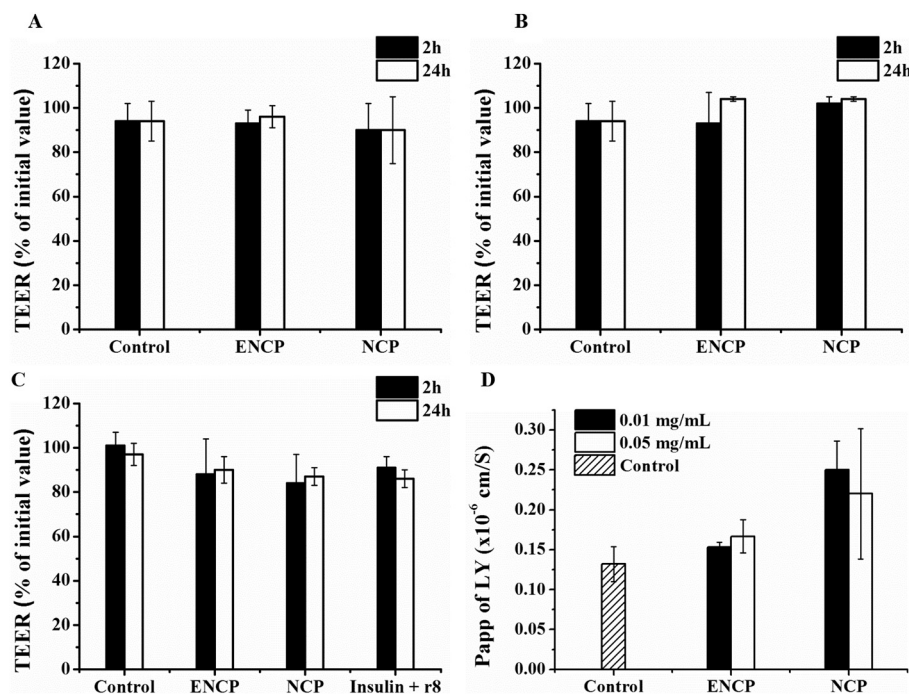 A
2h
24h
TEER (% of initial value)
120
100
80
60
40
20
0
Control ENCP NCP
B
2h
24h
TEER (% of initial value)
120
100
80
60
40
20
0
Control ENCP NCP
C
2h
24h
TEER (% of initial value)
120
100
80
60
40
20
0
Control ENCP NCP Insulin + r8
D
0.01 mg/mL
0.05 mg/mL
Control
Papp of LY (x10⁻⁶ cm/S)
0.30
0.25
0.20
0.15
0.10
0.05
0.00
Control ENCP NCP